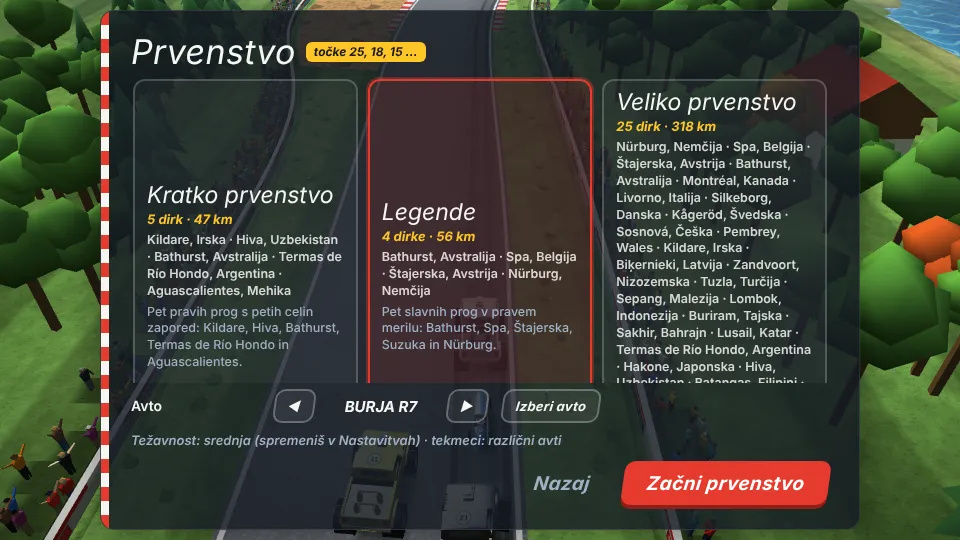 Prvenstvo
točke 25, 18, 15 ...
Kratko prvenstvo
5 dirk · 47 km
Kildare, Irska · Hiva, Uzbekistan
· Bathurst, Avstralija · Termas de
Río Hondo, Argentina ·
Aguascalientes, Mehika
Pet pravih prog s petih celin
zapored: Kildare, Hiva, Bathurst,
Termas de Río Hondo in
Aguascalientes.
Legende
4 dirke · 56 km
Bathurst, Avstralija · Spa, Belgija
· Štajerska, Avstrija · Nürburg,
Nemčija
Pet slavnih prog v pravem
merilu: Bathurst, Spa, Štajerska,
Suzuka in Nürburg.
Veliko prvenstvo
25 dirk · 318 km
Nürburg, Nemčija · Spa, Belgija ·
Štajerska, Avstrija · Bathurst,
Avstralija · Montréal, Kanada ·
Livorno, Italija · Silkeborg,
Danska · Kågeröd, Švedska ·
Sosnová, Češka · Pembrey,
Wales · Kildare, Irska ·
Biķernieki, Latvija · Zandvoort,
Nizozemska · Tuzla, Turčija ·
Sepang, Malezija · Lombok,
Indonezija · Buriram, Tajska ·
Sakhir, Bahrajn · Lusail, Katar ·
Termas de Río Hondo, Argentina
· Hakone, Japonska · Hiva,
Uzbekistan · Batangas, Filipini ·
Avto
◀
BURJA R7
▶
Izberi avto
Težavnost: srednja (spremeniš v Nastavitvah) · tekmeci: različni avti
Nazaj
Začni prvenstvo